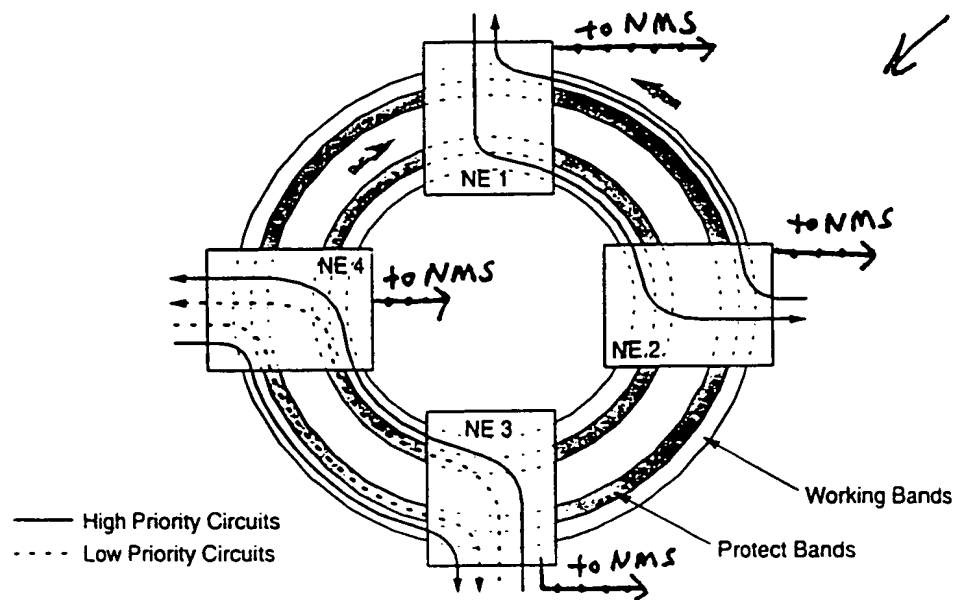 to NMS
NE 1
to NMS
NE 4
to NMS
NE.2.
NE 3
Working Bands
High Priority Circuits
Protect Bands
Low Priority Circuits
to NMS